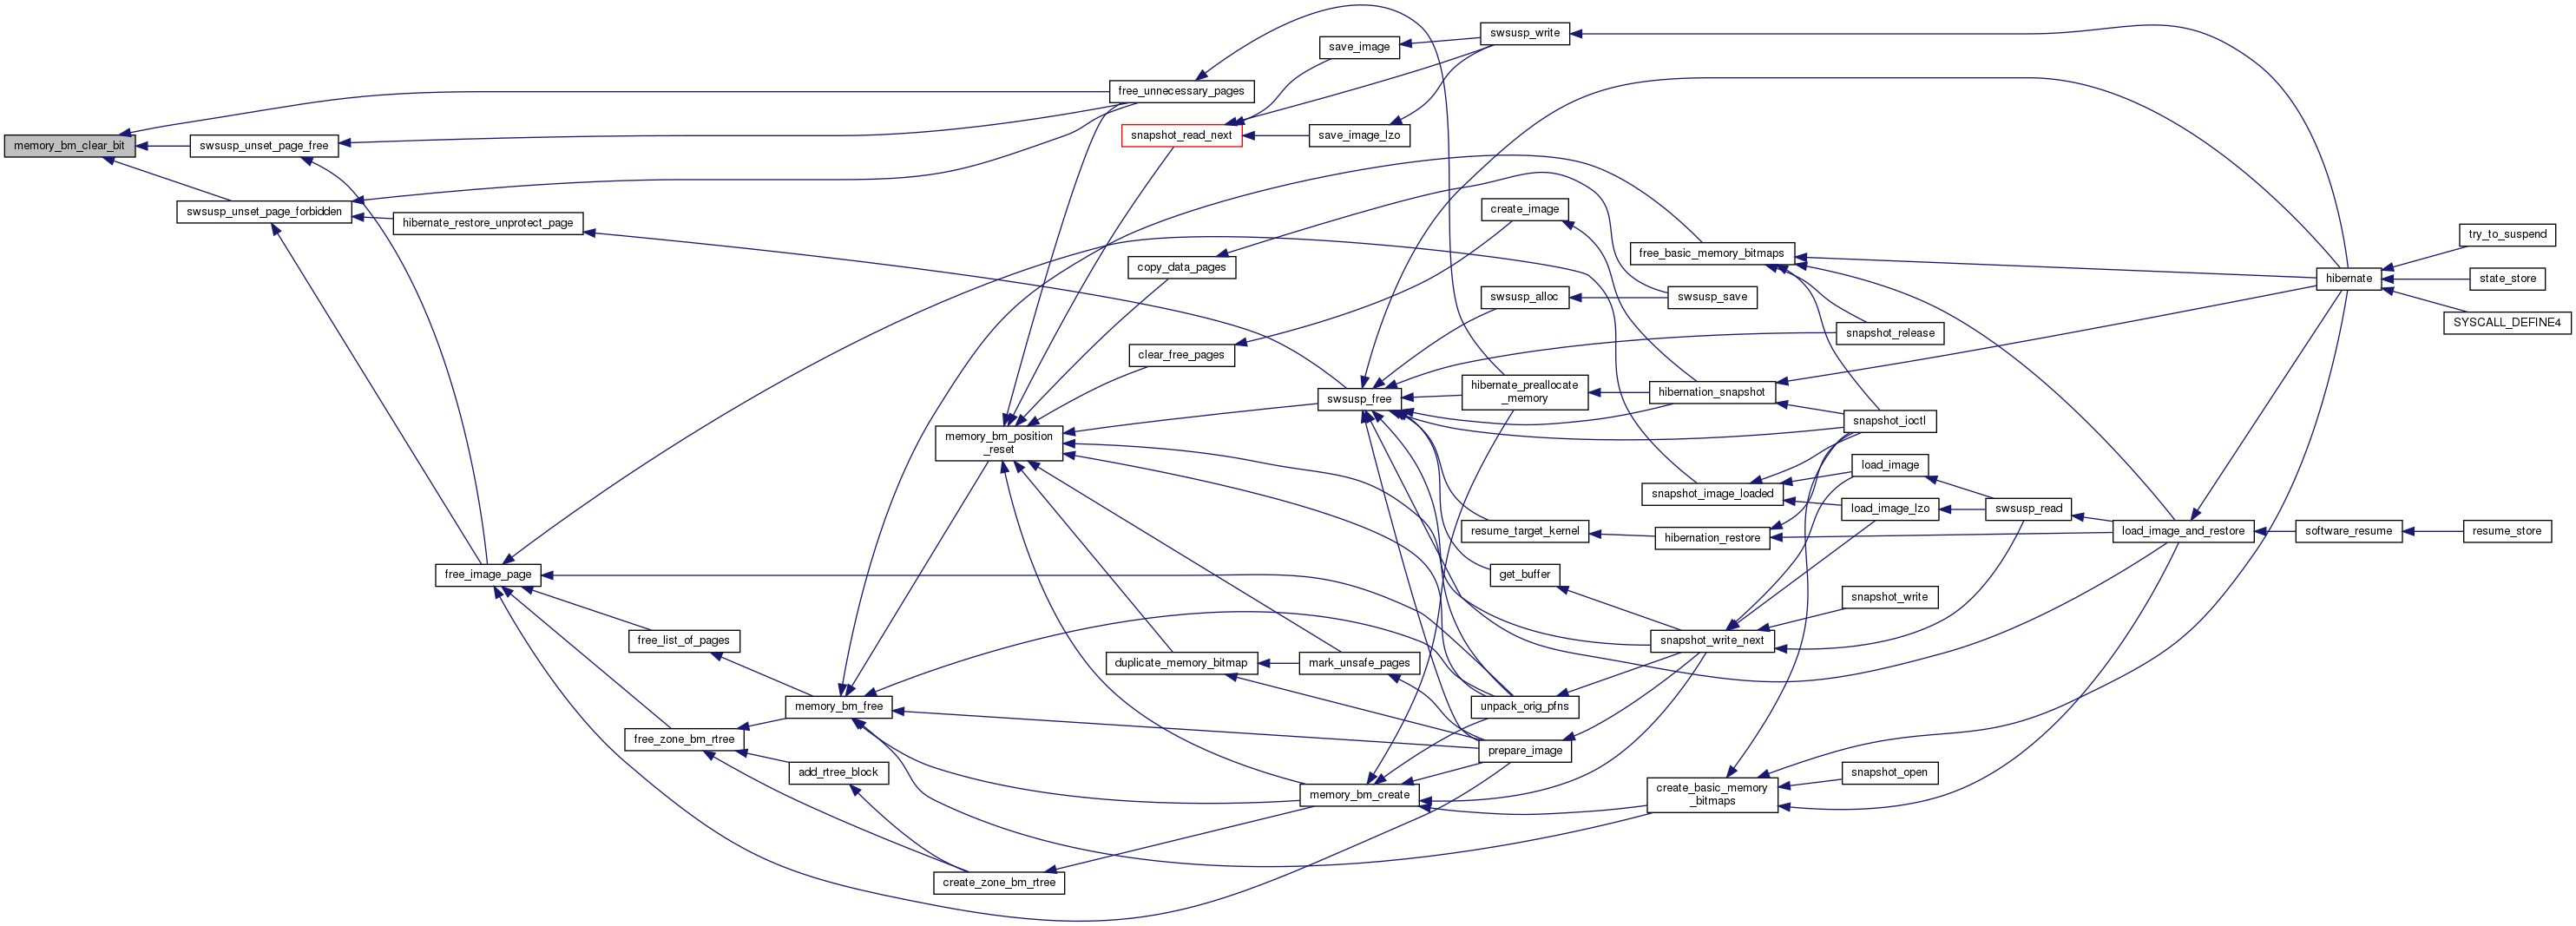 memory_bm_clear_bit
swsusp_unset_page_free
swsusp_unset_page_forbidden
hibernate_restore_unprotect_page
free_image_page
free_list_of_pages
free_zone_bm_rtree
memory_bm_free
add_rtree_block
memory_bm_position
_reset
create_zone_bm_rtree
free_unnecessary_pages
snapshot_read_next
copy_data_pages
clear_free_pages
duplicate_memory_bitmap
save_image
save_image_lzo
swsusp_free
mark_unsafe_pages
memory_bm_create
swsusp_write
create_image
swsusp_alloc
hibernate_preallocate
_memory
resume_target_kernel
get_buffer
unpack_orig_pfns
prepare_image
free_basic_memory_bitmaps
swsusp_save
hibernation_snapshot
snapshot_image_loaded
hibernation_restore
snapshot_write_next
create_basic_memory
_bitmaps
snapshot_release
snapshot_ioctl
load_image
load_image_lzo
snapshot_write
snapshot_open
swsusp_read
load_image_and_restore
hibernate
software_resume
try_to_suspend
state_store
SYSCALL_DEFINE4
resume_store